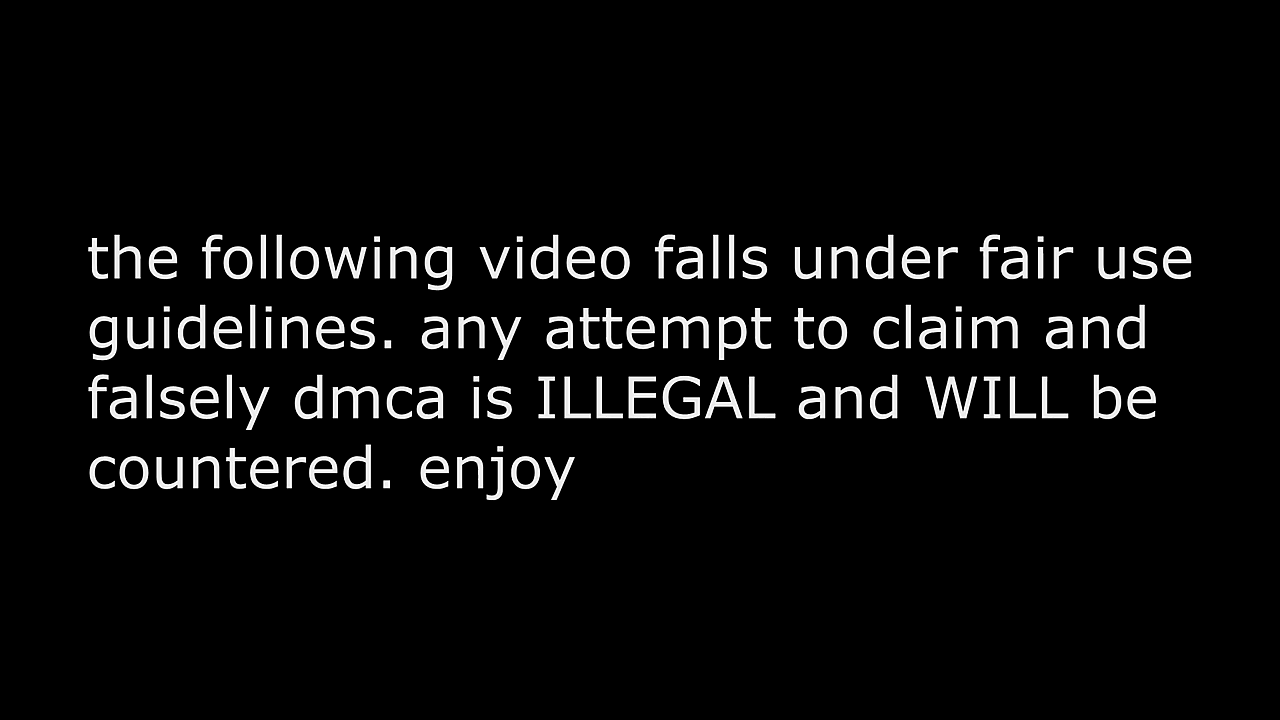 the following video falls under fair use
guidelines. any attempt to claim and
falsely dmca is ILLEGAL and WILL be
countered. enjoy